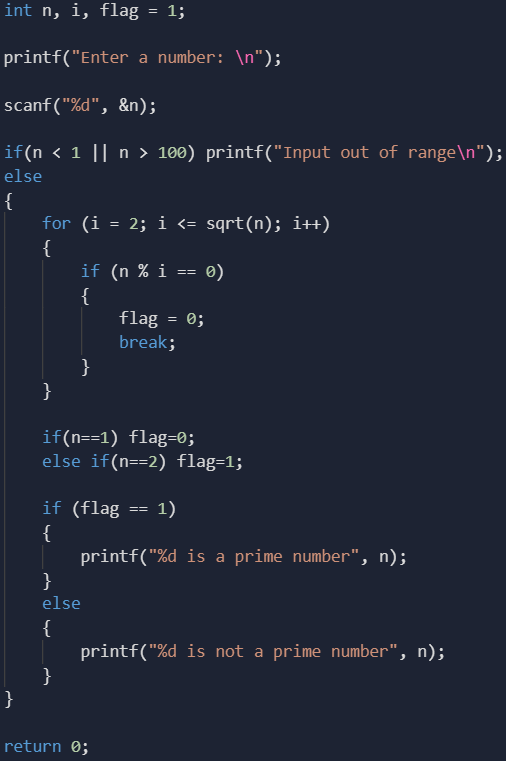 int n, i, flag = 1;
printf("Enter a number: \n");
scanf("%d", &n);
if(n < 1 || n > 100) printf("Input out of range\n");
else
{
    for (i = 2; i <= sqrt(n); i++)
    {
        if (n % i == 0)
        {
            flag = 0;
            break;
        }
    }
    if(n==1) flag=0;
    else if(n==2) flag=1;
    if (flag == 1)
    {
        printf("%d is a prime number", n);
    }
    else
    {
        printf("%d is not a prime number", n);
    }
}
return 0;